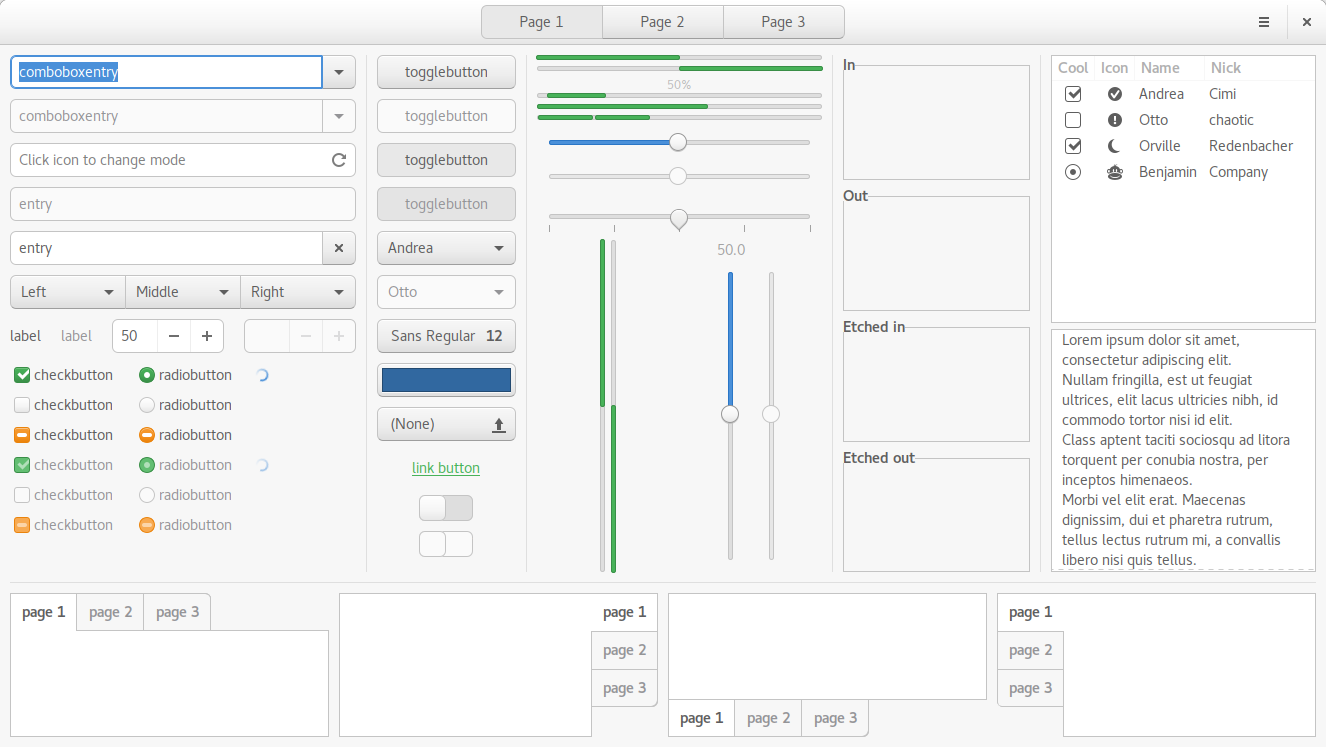 Page 1 Page 2 Page 3
comboboxentry
comboboxentry
Click icon to change mode
entry
entry
Left Middle Right
label label 50
checkbutton radiobutton
checkbutton radiobutton
checkbutton radiobutton
checkbutton radiobutton
checkbutton radiobutton
checkbutton radiobutton
togglebutton
togglebutton
togglebutton
togglebutton
Andrea
Otto
Sans Regular 12
(None)
link button
50%
50.0
In
Out
Etched in
Etched out
Cool Icon Name Nick
Andrea Cimi
Otto chaotic
Orville Redenbacher
Benjamin Company
Lorem ipsum dolor sit amet,
consectetur adipiscing elit.
Nullam fringilla, est ut feugiat
ultrices, elit lacus ultricies nibh, id
commodo tortor nisi id elit.
Class aptent taciti sociosqu ad litora
torquent per conubia nostra, per
inceptos himenaeos.
Morbi vel elit erat. Maecenas
dignissim, dui et pharetra rutrum,
tellus lectus rutrum mi, a convallis
libero nisi quis tellus.
page 1 page 2 page 3
page 1
page 2
page 3
page 1 page 2 page 3
page 1
page 2
page 3